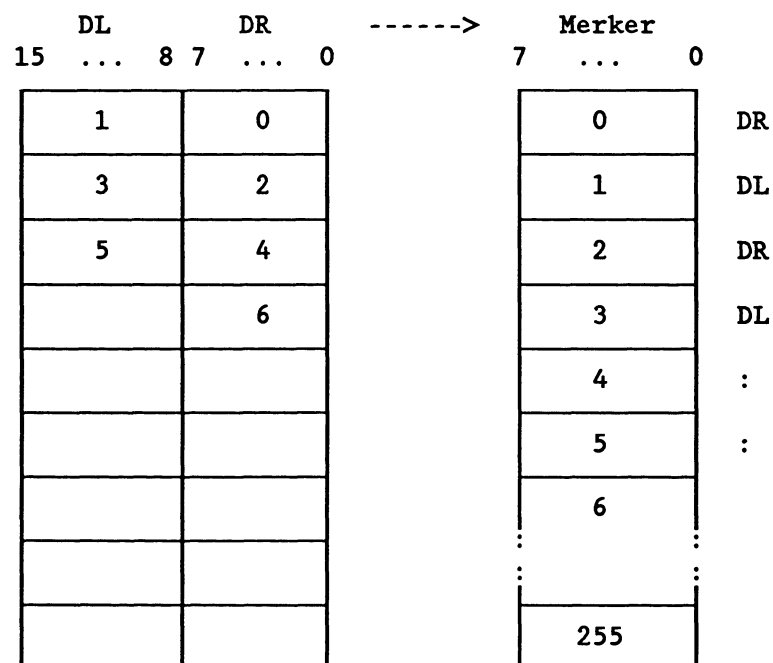 DL DR ------> Merker
15 ... 8 7 ... 0 7 ... 0
1 0 0 DR
3 2 1 DL
5 4 2 DR
6 3 DL
4 :
5 :
6
255